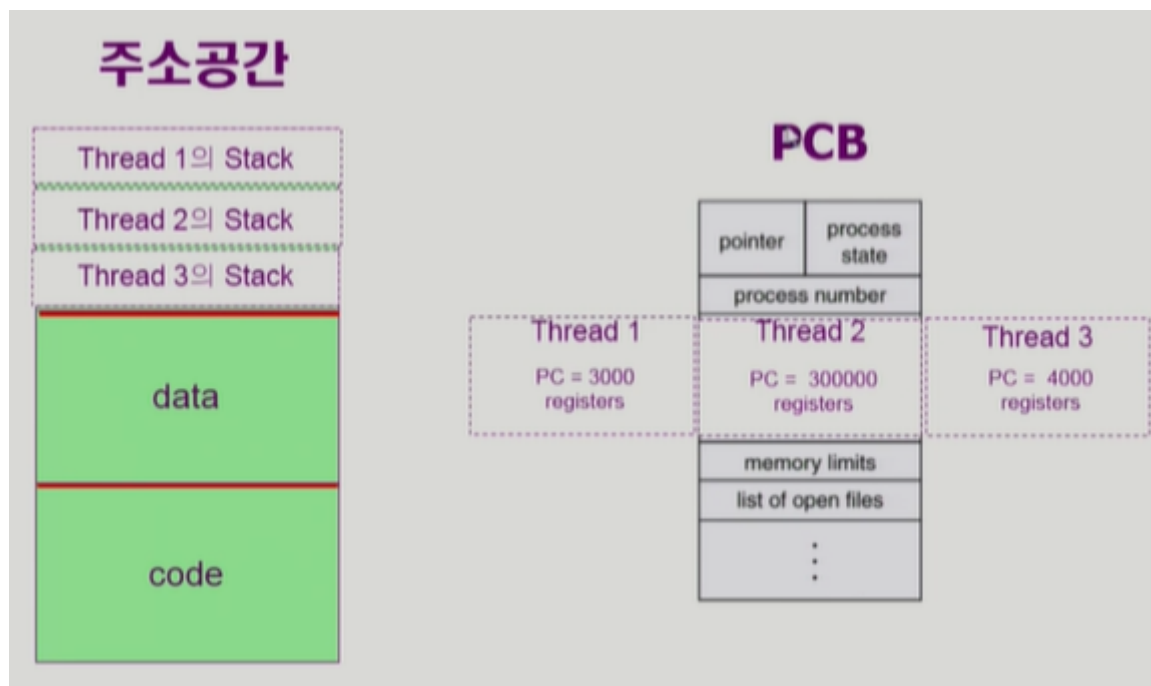 주소공간
Thread 1의 Stack
Thread 2의 Stack
Thread 3의 Stack
data
code
PCB
pointer
process
state
process number
Thread 1
PC = 3000
registers
Thread 2
PC = 300000
registers
Thread 3
PC = 4000
registers
memory limits
list of open files